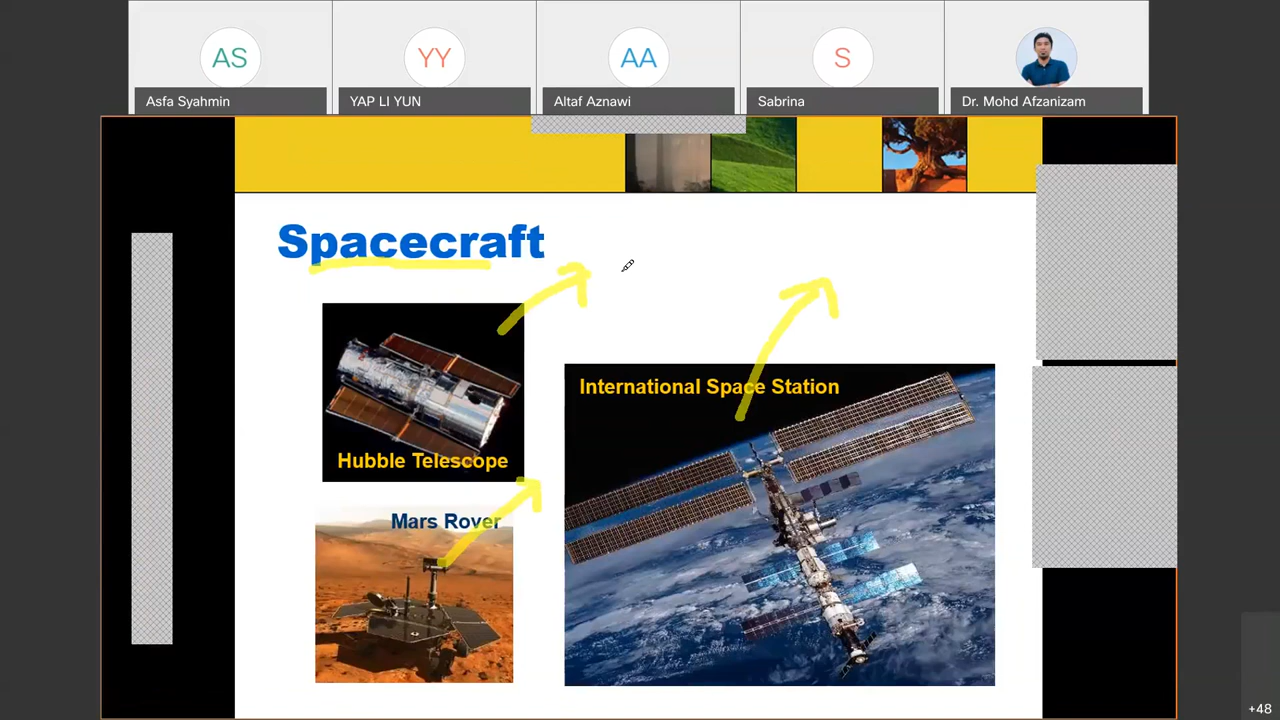 AS
YY
AA
S
Asfa Syahmin
YAP LI YUN
Altaf Aznawi
Sabrina
Dr. Mohd Afzanizam
Spacecraft
International Space Station
Hubble Telescope
Mars Rover
+48